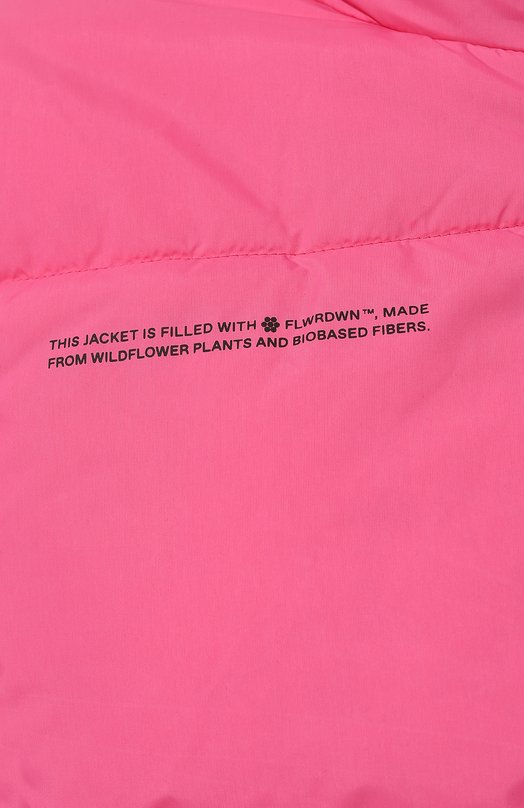 THIS JACKET IS FILLED WITH FLWRDWN™, MADE
FROM WILDFLOWER PLANTS AND BIOBASED FIBERS.